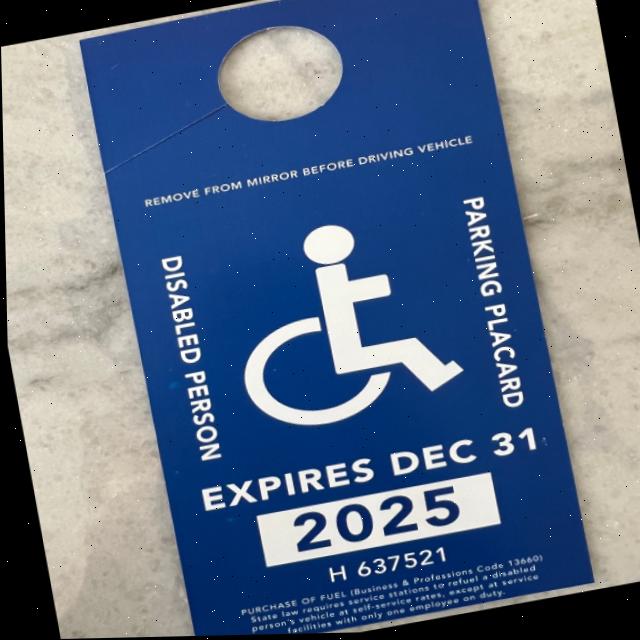 REMOVE FROM MIRROR BEFORE DRIVING VEHICLE
DISABLED PERSON
PARKING PLACARD
EXPIRES DEC 31
2025
H 637521
PURCHASE OF FUEL (Business & Professions Code 13660)
State law requires service stations to refuel a disabled
person's vehicle at self-service rates, except at service
facilities with only one employee on duty.